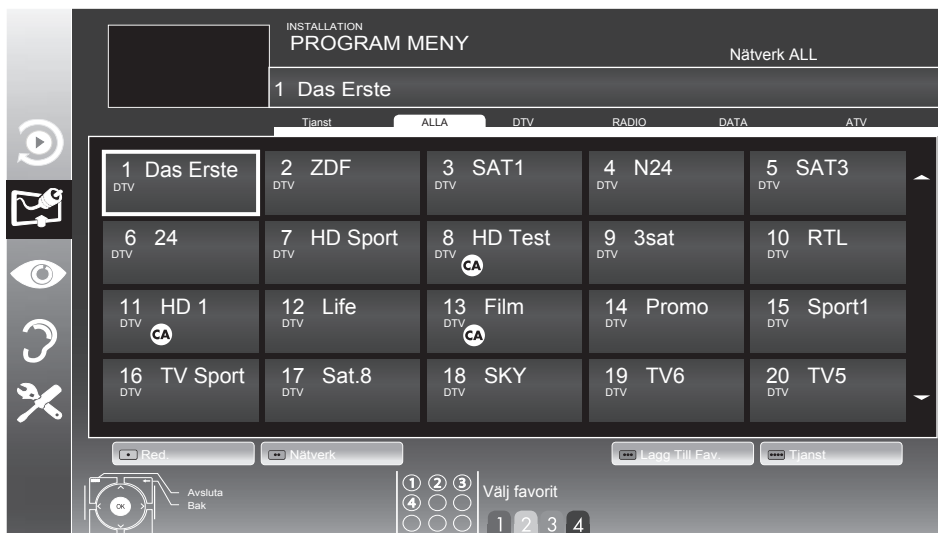 INSTALLATION
PROGRAM MENY
Nätverk ALL
1 Das Erste
Tjanst ALLA DTV RADIO DATA ATV
1 Das Erste
DTV
2 ZDF
DTV
3 SAT1
DTV
4 N24
DTV
5 SAT3
DTV
6 24
DTV
7 HD Sport
DTV
8 HD Test
DTV
CA
9 3sat
DTV
10 RTL
DTV
11 HD 1
DTV
CA
12 Life
DTV
13 Film
DTV
CA
14 Promo
DTV
15 Sport1
DTV
16 TV Sport
DTV
17 Sat.8
DTV
18 SKY
DTV
19 TV6
DTV
20 TV5
DTV
Red. Nätverk Lagg Till Fav. Tjanst
OK
Avsluta
Bak
1 2 3
4
Välj favorit
1 2 3 4